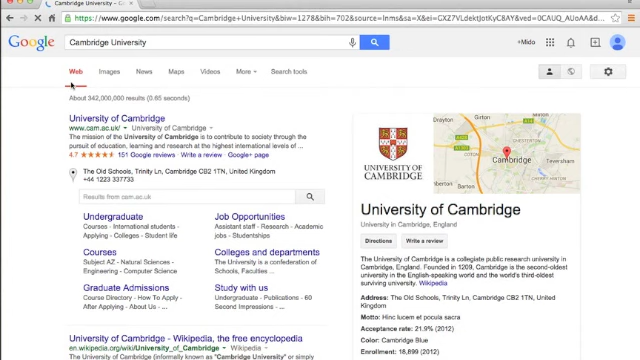 Cambridge University
https://www.google.com/search?q=Cambridge+University&biw=1278&bih=702&source=lnms&sa=X&ei=
Google
Cambridge University
+Mido
Web Images News Maps Videos More Search tools
About 342,000,000 results (0.65 seconds)
University of Cambridge
www.cam.ac.uk/ University of Cambridge
The mission of the University of Cambridge is to contribute to society through the
pursuit of education, learning and research at the highest international levels of ...
4.7 151 Google reviews · Write a review · Google+ page
The Old Schools, Trinity Ln, Cambridge CB2 1TN, United Kingdom
+44 1223 337733
Results from cam.ac.uk
Undergraduate
Courses - International students -
Applying - Colleges - Student life
Job Opportunities
Assistant staff - Research - Academic
jobs - Studentships
Courses
Subject AZ - Natural Sciences -
Engineering - Computer Science
Colleges and departments
The University is a confederation of
Schools, Faculties ...
Graduate Admissions
Course Directory - How To Apply -
After I Apply - About Us - ...
Study with us
Undergraduate - Publications - 60
Second Impressions - ...
University of Cambridge - Wikipedia, the free encyclopedia
en.wikipedia.org/wiki/University_of_Cambridge Wikipedia
The University of Cambridge (informally known as "Cambridge University" or simply
UNIVERSITY OF
CAMBRIDGE
Drayton
Girton
Chesterton
Cambridge
Teversham
University of Cambridge
University in Cambridge, England
Directions Write a review
The University of Cambridge is a collegiate public research university in
Cambridge, England. Founded in 1209, Cambridge is the second-oldest
university in the English-speaking world and the world's third-oldest
surviving university. Wikipedia
Address: The Old Schools, Trinity Ln, Cambridge CB2 1TN, United
Kingdom
Motto: Hinc lucem et pocula sacra
Acceptance rate: 21.9% (2012)
Color: Cambridge Blue
Enrollment: 18,899 (2012)